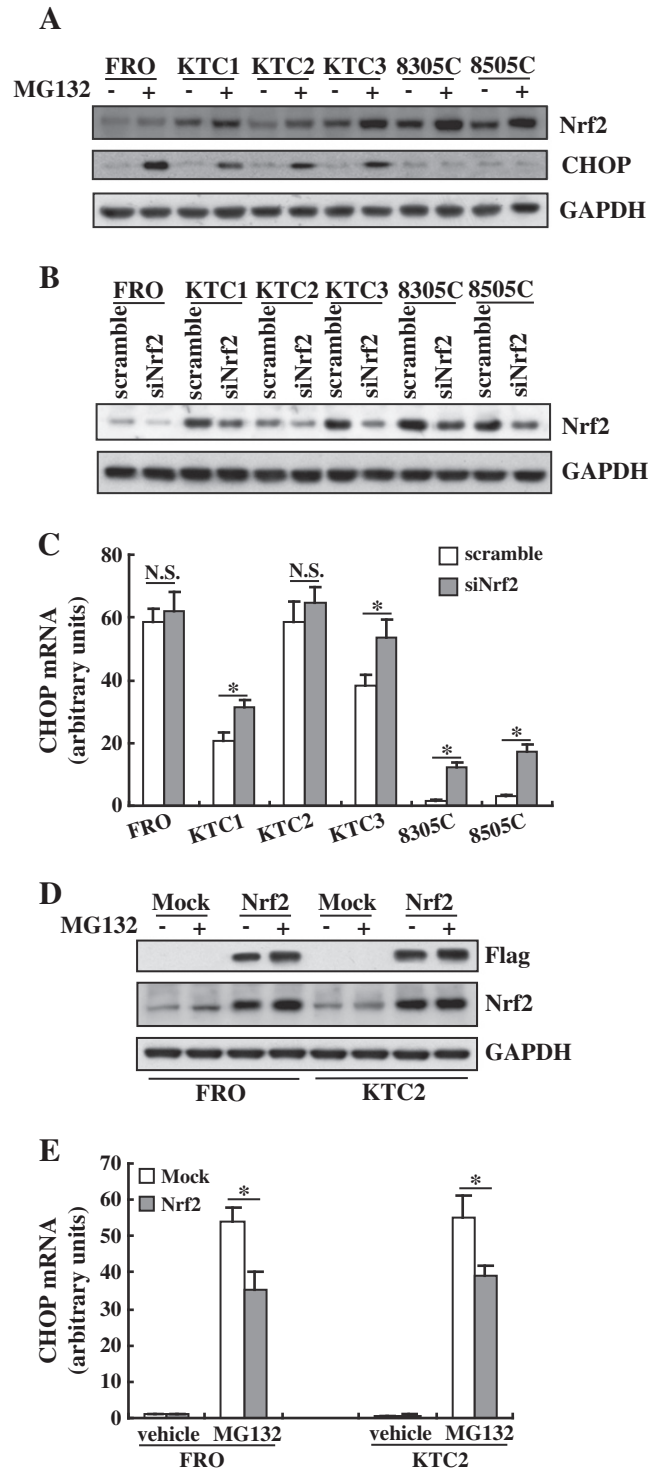 A
FRO KTC1 KTC2 KTC3 8305C 8505C
MG132 - + - + - + - + - + - +
Nrf2
CHOP
GAPDH
B
FRO KTC1 KTC2 KTC3 8305C 8505C
scramble siNrf2 scramble siNrf2 scramble siNrf2 scramble siNrf2 scramble siNrf2 scramble siNrf2
Nrf2
GAPDH
C
scramble
siNrf2
CHOP mRNA
(arbitrary units)
80
60
40
20
0
N.S. * N.S. * * *
FRO KTC1 KTC2 KTC3 8305C 8505C
D
Mock Nrf2 Mock Nrf2
MG132 - + - + - + - +
Flag
Nrf2
GAPDH
FRO KTC2
E
Mock
Nrf2
CHOP mRNA
(arbitrary units)
70
60
50
40
30
20
10
0
* *
vehicle MG132 vehicle MG132
FRO KTC2